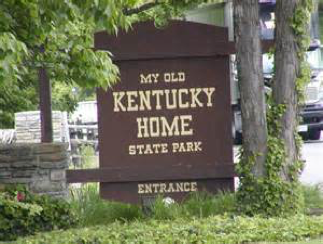 MY OLD
KENTUCKY
HOME
STATE PARK
ENTRANCE